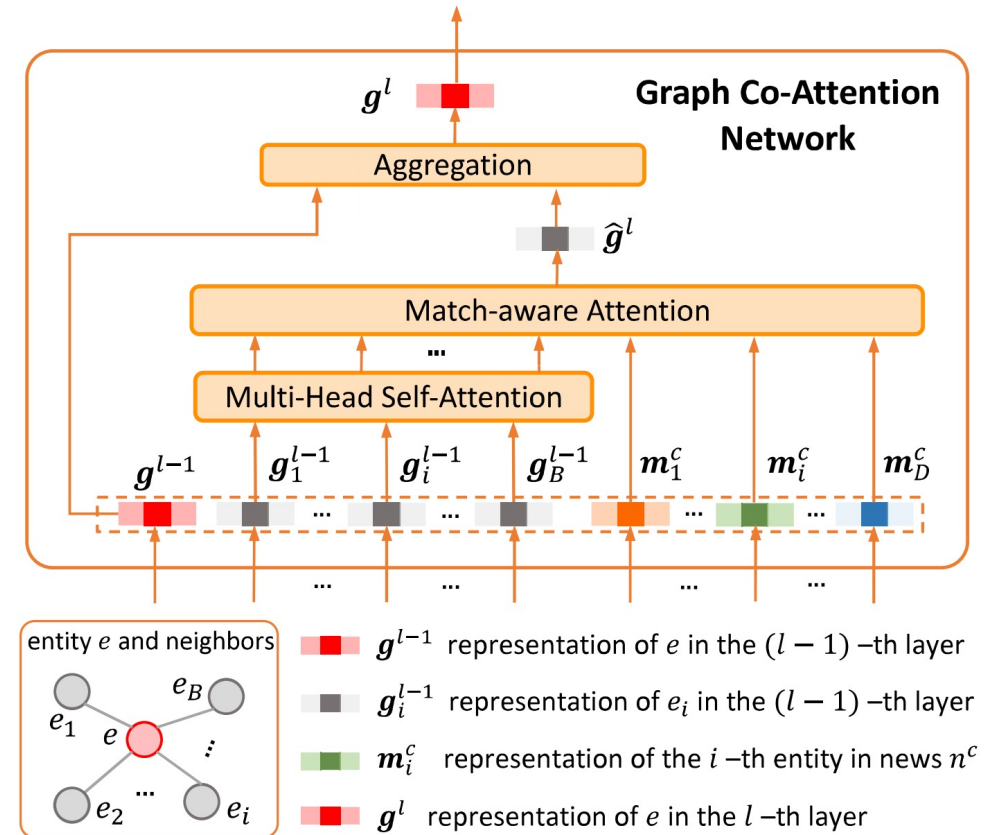 Graph Co-Attention
Network
𝒈^l
Aggregation
𝒈̂^l
Match-aware Attention
...
Multi-Head Self-Attention
𝒈^{l−1} 𝒈_1^{l−1} 𝒈_i^{l−1} 𝒈_B^{l−1} 𝒎_1^c 𝒎_i^c 𝒎_D^c
... ... ... ...
... ... ... ...
entity e and neighbors
e_1 e_B
e
...
e_2 ... e_i
𝒈^{l−1} representation of e in the (l − 1) –th layer
𝒈_i^{l−1} representation of e_i in the (l − 1) –th layer
𝒎_i^c representation of the i –th entity in news n^c
𝒈^l representation of e in the l –th layer